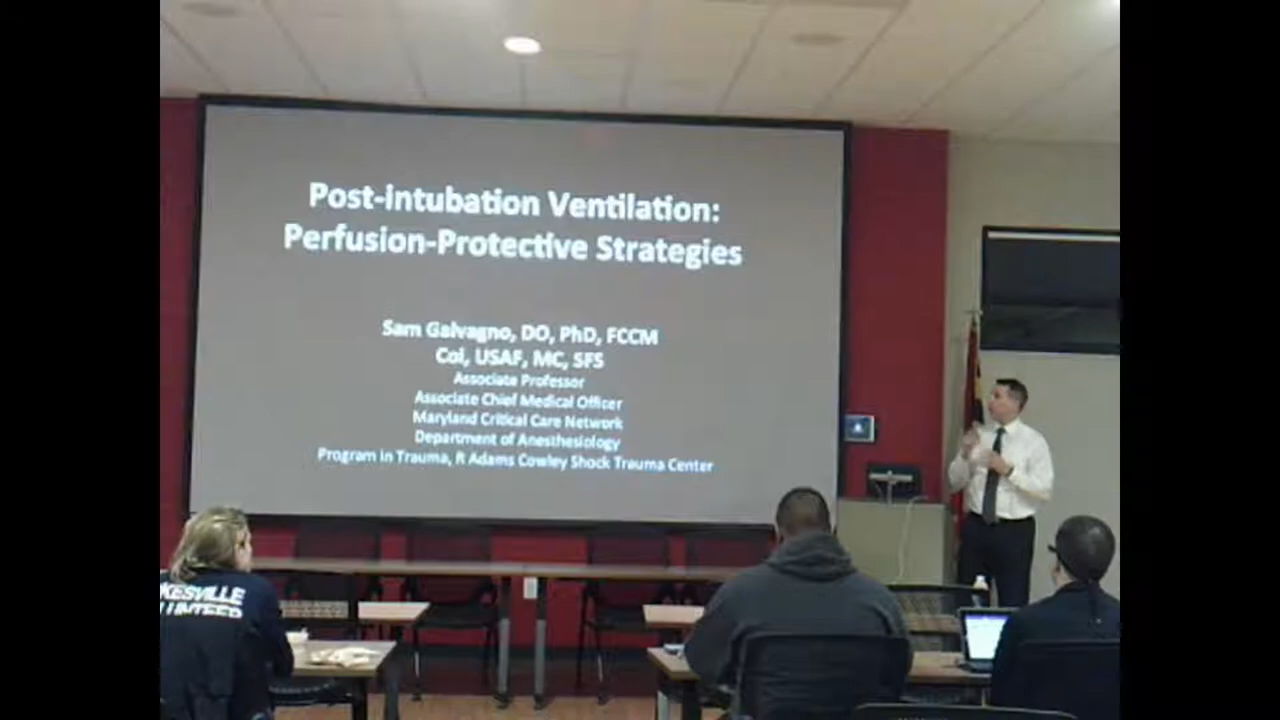 Post-intubation Ventilation:
Perfusion-Protective Strategies
Sam Galvagno, DO, PhD, FCCM
Col, USAF, MC, SFS
Associate Professor
Associate Chief Medical Officer
Maryland Critical Care Network
Department of Anesthesiology
Program in Trauma, R Adams Cowley Shock Trauma Center
KESVILLE
LUNTEER